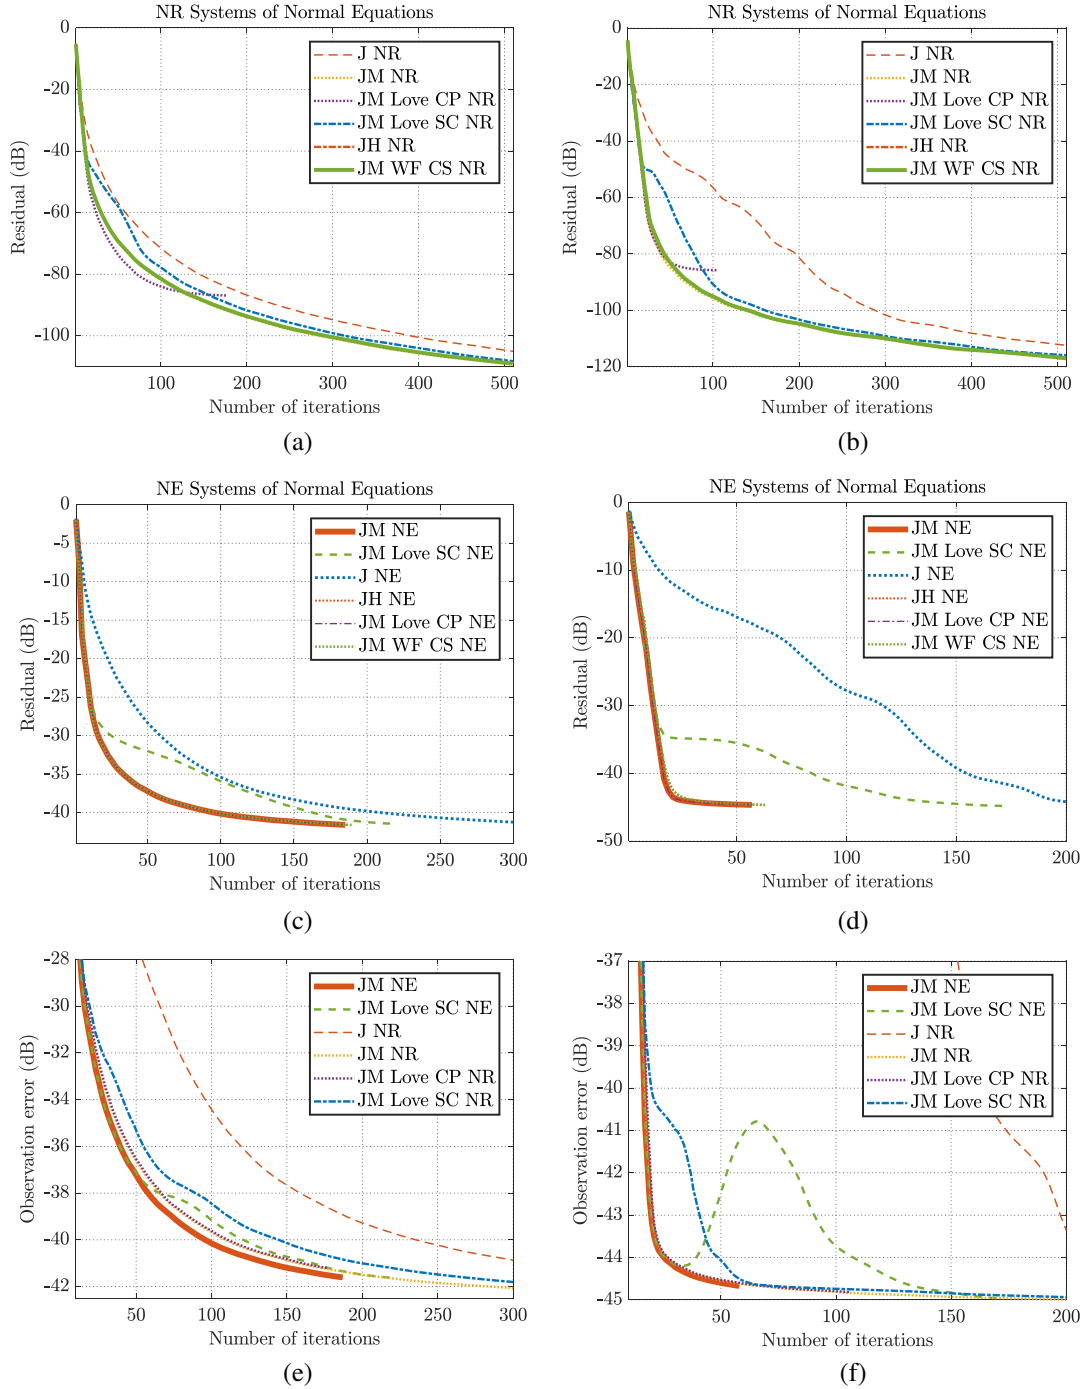 NR Systems of Normal Equations
0
-20
-40
-60
-80
-100
Residual (dB)
J NR
JM NR
JM Love CP NR
JM Love SC NR
JH NR
JM WF CS NR
100 200 300 400 500
Number of iterations
(a)
NR Systems of Normal Equations
0
-20
-40
-60
-80
-100
-120
Residual (dB)
J NR
JM NR
JM Love CP NR
JM Love SC NR
JH NR
JM WF CS NR
100 200 300 400 500
Number of iterations
(b)
NE Systems of Normal Equations
0
-5
-10
-15
-20
-25
-30
-35
-40
Residual (dB)
JM NE
JM Love SC NE
J NE
JH NE
JM Love CP NE
JM WF CS NE
50 100 150 200 250 300
Number of iterations
(c)
NE Systems of Normal Equations
0
-10
-20
-30
-40
-50
Residual (dB)
JM NE
JM Love SC NE
J NE
JH NE
JM Love CP NE
JM WF CS NE
50 100 150 200
Number of iterations
(d)
-28
-30
-32
-34
-36
-38
-40
-42
Observation error (dB)
JM NE
JM Love SC NE
J NR
JM NR
JM Love CP NR
JM Love SC NR
50 100 150 200 250 300
Number of iterations
(e)
-37
-38
-39
-40
-41
-42
-43
-44
-45
Observation error (dB)
JM NE
JM Love SC NE
J NR
JM NR
JM Love CP NR
JM Love SC NR
50 100 150 200
Number of iterations
(f)